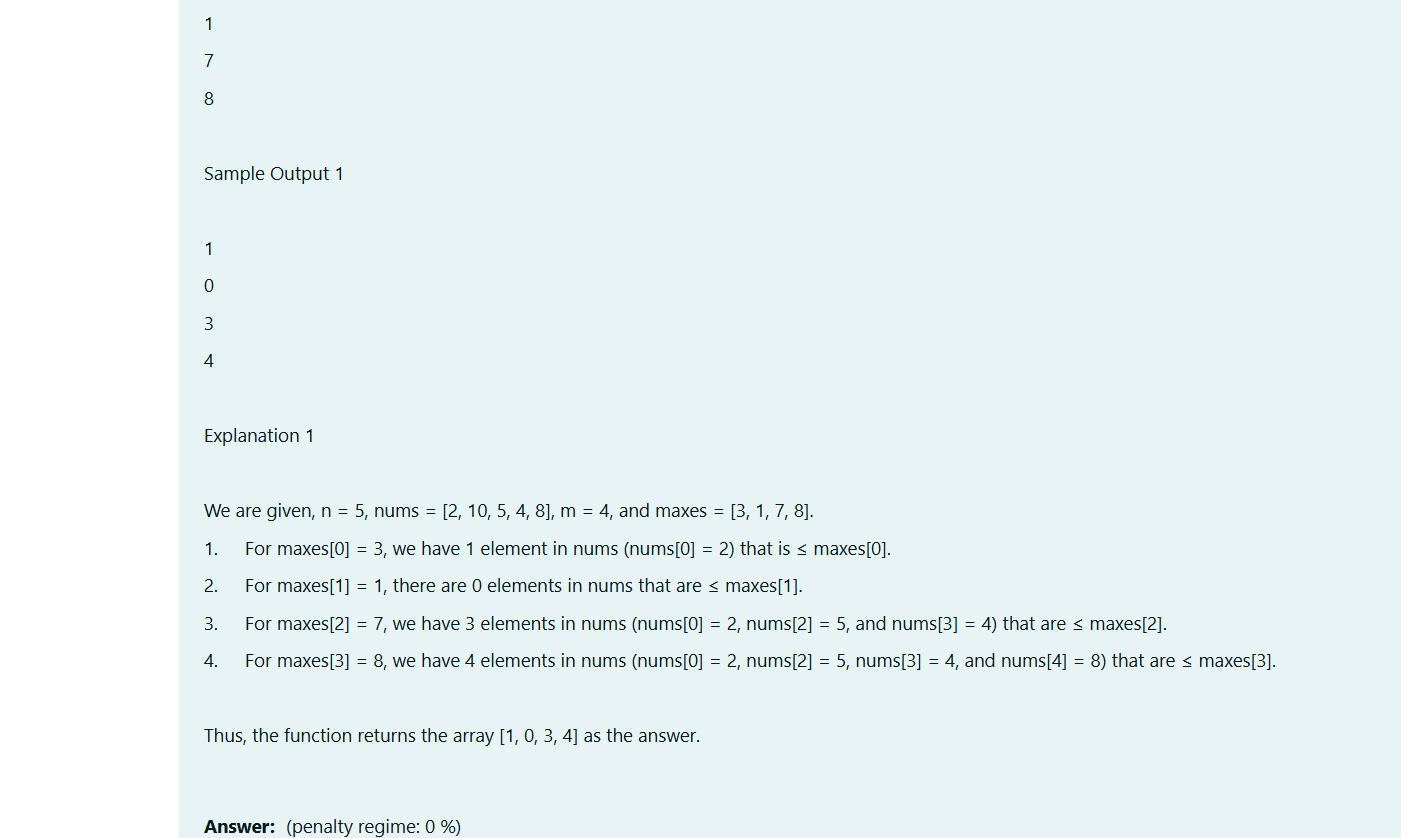 1
7
8
Sample Output 1
1
0
3
4
Explanation 1
We are given, n = 5, nums = [2, 10, 5, 4, 8], m = 4, and maxes = [3, 1, 7, 8].
1. For maxes[0] = 3, we have 1 element in nums (nums[0] = 2) that is ≤ maxes[0].
2. For maxes[1] = 1, there are 0 elements in nums that are ≤ maxes[1].
3. For maxes[2] = 7, we have 3 elements in nums (nums[0] = 2, nums[2] = 5, and nums[3] = 4) that are ≤ maxes[2].
4. For maxes[3] = 8, we have 4 elements in nums (nums[0] = 2, nums[2] = 5, nums[3] = 4, and nums[4] = 8) that are ≤ maxes[3].
Thus, the function returns the array [1, 0, 3, 4] as the answer.
Answer: (penalty regime: 0 %)